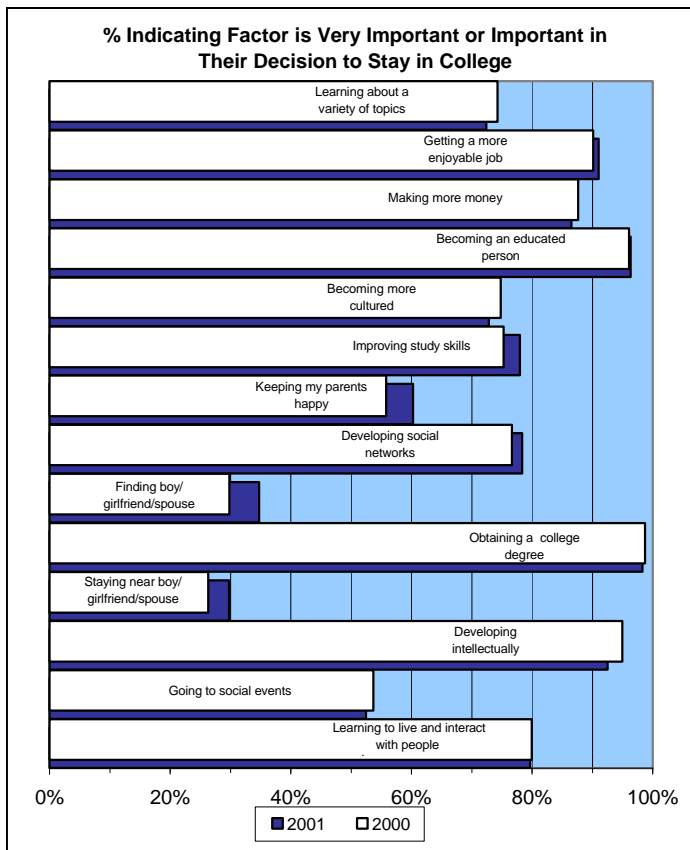 % Indicating Factor is Very Important or Important in
Their Decision to Stay in College
Learning about a
variety of topics
Getting a more
enjoyable job
Making more money
Becoming an educated
person
Becoming more
cultured
Improving study skills
Keeping my parents
happy
Developing social
networks
Finding boy/
girlfriend/spouse
Obtaining a college
degree
Staying near boy/
girlfriend/spouse
Developing
intellectually
Going to social events
Learning to live and interact
with people
0% 20% 40% 60% 80% 100%
2001 2000